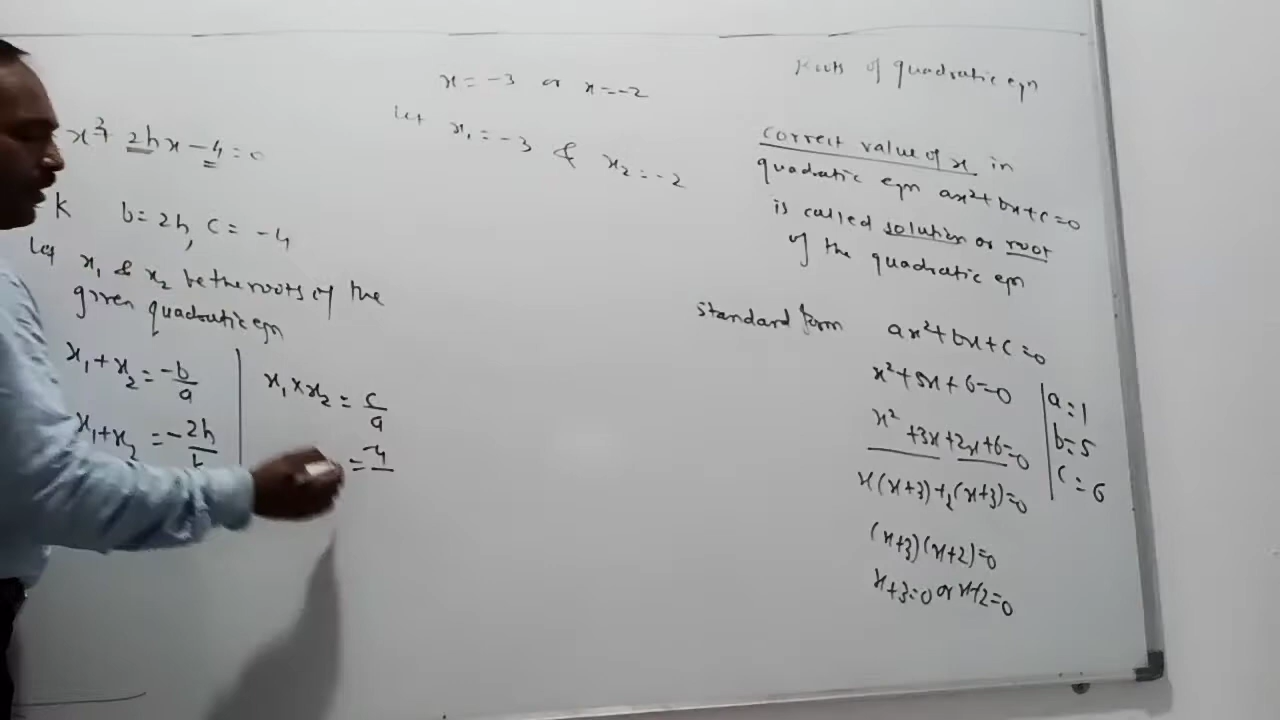 x² + 2hx - 4 = 0
k b = 2h, c = -4
Let x₁ & x₂ be the roots of the
given quadratic eqn
x₁ + x₂ = -b/a
x₁ + x₂ = -2h/k
x₁ × x₂ = c/a
= -4
x = -3 or x = -2
Let x₁ = -3 & x₂ = -2
Roots of quadratic eqn
correct value of x in
quadratic eqn ax² + bx + c = 0
is called solution or root
of the quadratic eqn
standard form ax² + bx + c = 0
x² + 5x + 6 = 0
x² + 3x + 2x + 6 = 0
x(x+3) + 2(x+3) = 0
(x+3)(x+2) = 0
x+3 = 0 or x+2 = 0
a = 1
b = 5
c = 6